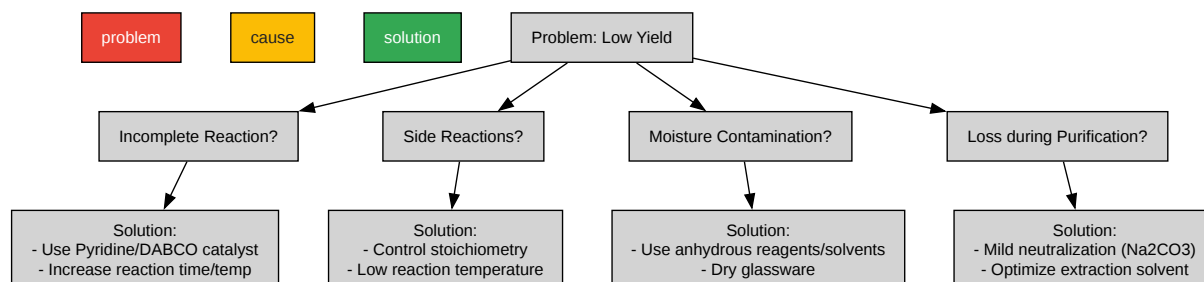 problem
cause
solution
Problem: Low Yield
Incomplete Reaction?
Side Reactions?
Moisture Contamination?
Loss during Purification?
Solution:
- Use Pyridine/DABCO catalyst
- Increase reaction time/temp
Solution:
- Control stoichiometry
- Low reaction temperature
Solution:
- Use anhydrous reagents/solvents
- Dry glassware
Solution:
- Mild neutralization (Na2CO3)
- Optimize extraction solvent